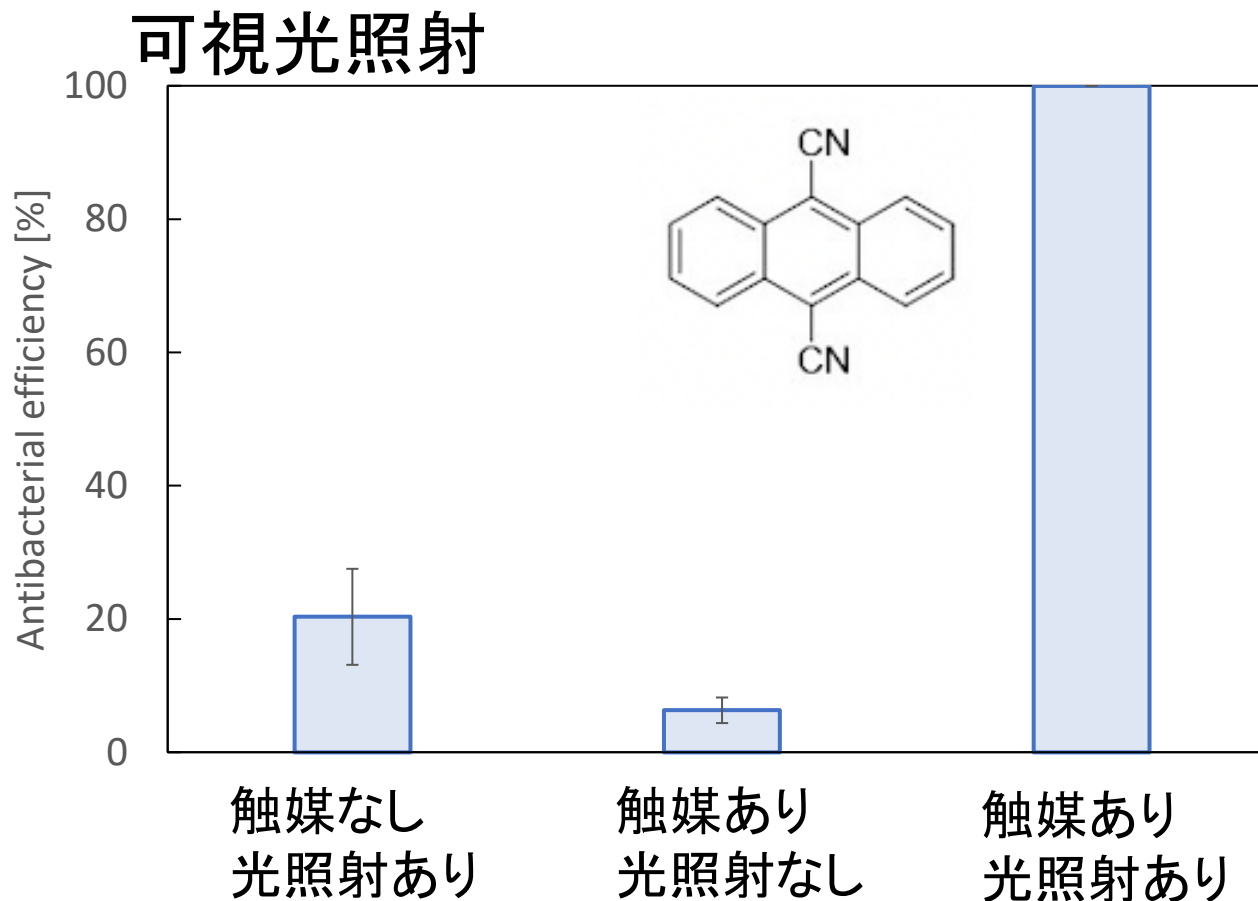 可視光照射
100
80
60
40
20
0
Antibacterial efficiency [%]
CN
CN
触媒なし
光照射あり
触媒あり
光照射なし
触媒あり
光照射あり